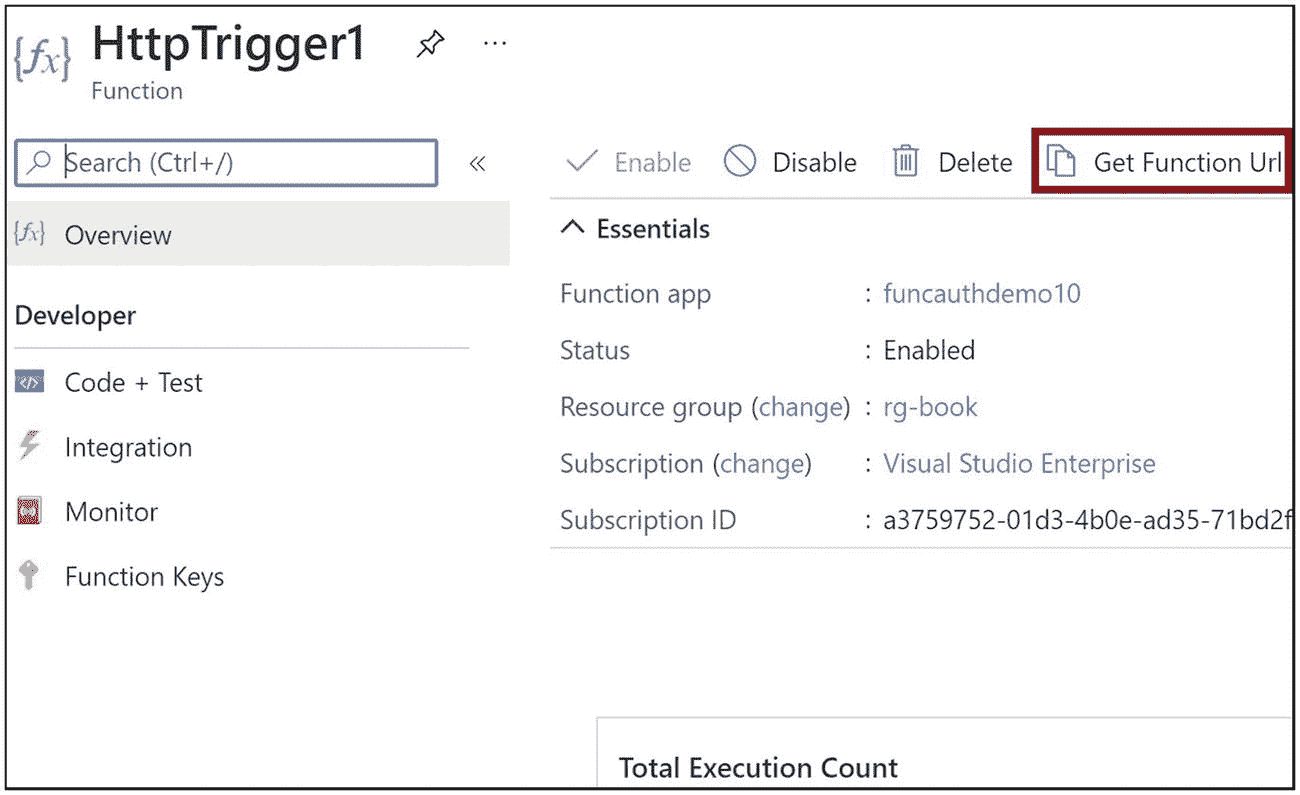 {fx} HttpTrigger1 ...
Function
Search (Ctrl+/) «
Enable Disable Delete Get Function Url
{fx} Overview
Essentials
Function app : funcauthdemo10
Developer
Status : Enabled
Code + Test
Resource group (change) : rg-book
Integration
Subscription (change) : Visual Studio Enterprise
Monitor
Subscription ID : a3759752-01d3-4b0e-ad35-71bd2f
Function Keys
Total Execution Count